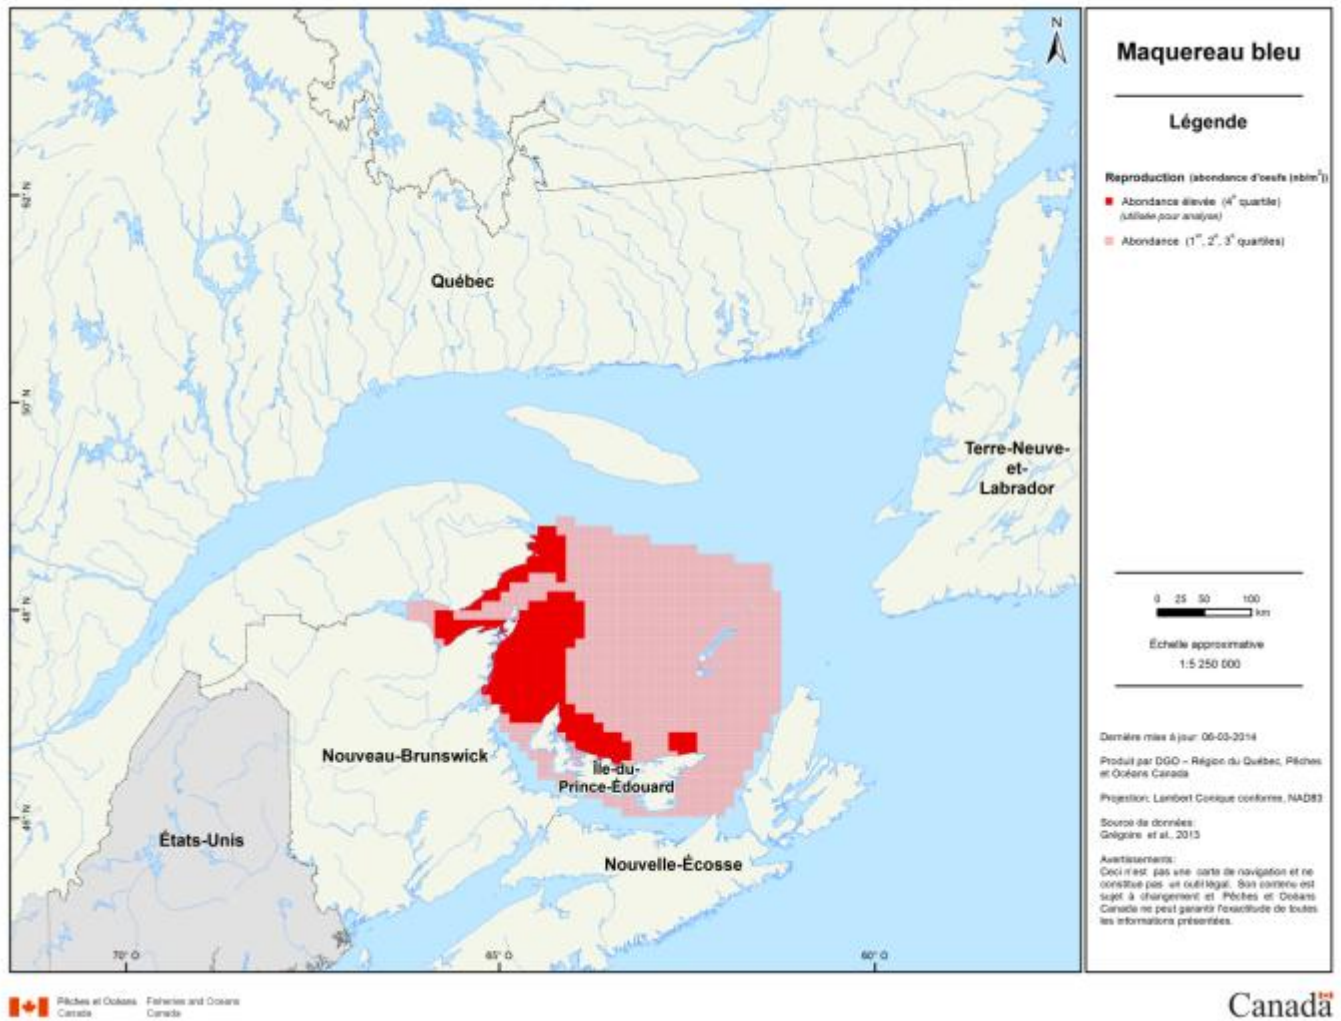 N
Maquereau bleu
Légende
Reproduction (abondance d'oeufs (nb/m²))
Abondance élevée (4e quartile)
(utilisée pour analyse)
Abondance (1er, 2e, 3e quartiles)
52° N
50° N
48° N
46° N
Québec
Terre-Neuve-
et-
Labrador
Nouveau-Brunswick
Île-du-
Prince-Édouard
États-Unis
Nouvelle-Écosse
70° O
65° O
60° O
0 25 50 100
km
Échelle approximative
1:5 250 000
Dernière mise à jour: 06-03-2014
Produit par DGO – Région du Québec, Pêches
et Océans Canada
Projection: Lambert Conique conforme, NAD83
Source de données:
Grégoire et al., 2013
Avertissements:
Ceci n'est pas une carte de navigation et ne
constitue pas un outil légal. Son contenu est
sujet à changement et Pêches et Océans
Canada ne peut garantir l'exactitude de toutes
les informations présentées.
Pêches et Océans Fisheries and Oceans
Canada Canada
Canada